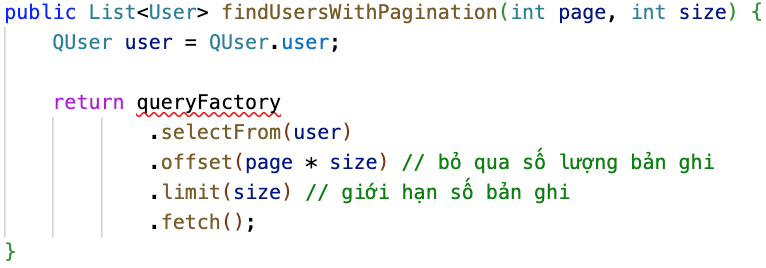 public List<User> findUsersWithPagination(int page, int size) {
    QUser user = QUser.user;

    return queryFactory
            .selectFrom(user)
            .offset(page * size) // bỏ qua số lượng bản ghi
            .limit(size) // giới hạn số bản ghi
            .fetch();
}